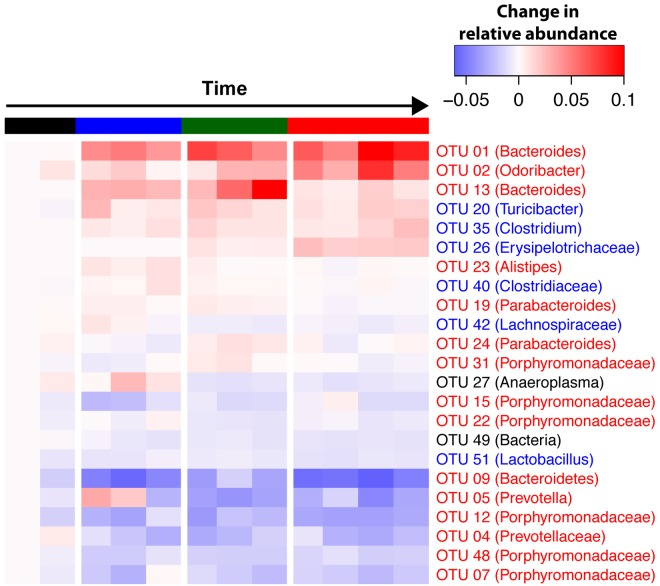 Change in
relative abundance
−0.05 0 0.05 0.1
Time
OTU 01 (Bacteroides)
OTU 02 (Odoribacter)
OTU 13 (Bacteroides)
OTU 20 (Turicibacter)
OTU 35 (Clostridium)
OTU 26 (Erysipelotrichaceae)
OTU 23 (Alistipes)
OTU 40 (Clostridiaceae)
OTU 19 (Parabacteroides)
OTU 42 (Lachnospiraceae)
OTU 24 (Parabacteroides)
OTU 31 (Porphyromonadaceae)
OTU 27 (Anaeroplasma)
OTU 15 (Porphyromonadaceae)
OTU 22 (Porphyromonadaceae)
OTU 49 (Bacteria)
OTU 51 (Lactobacillus)
OTU 09 (Bacteroidetes)
OTU 05 (Prevotella)
OTU 12 (Porphyromonadaceae)
OTU 04 (Prevotellaceae)
OTU 48 (Porphyromonadaceae)
OTU 07 (Porphyromonadaceae)